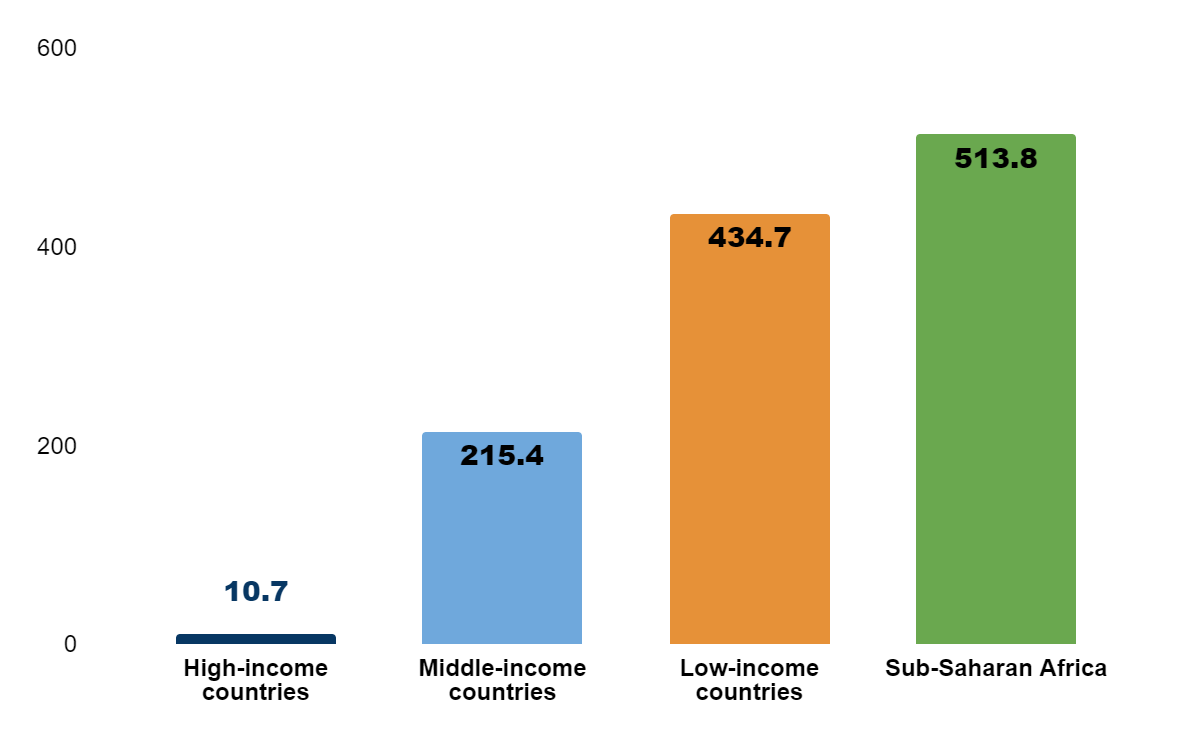 600
513.8
434.7
400
215.4
200
10.7
0
High-income
countries
Middle-income
countries
Low-income
countries
Sub-Saharan Africa